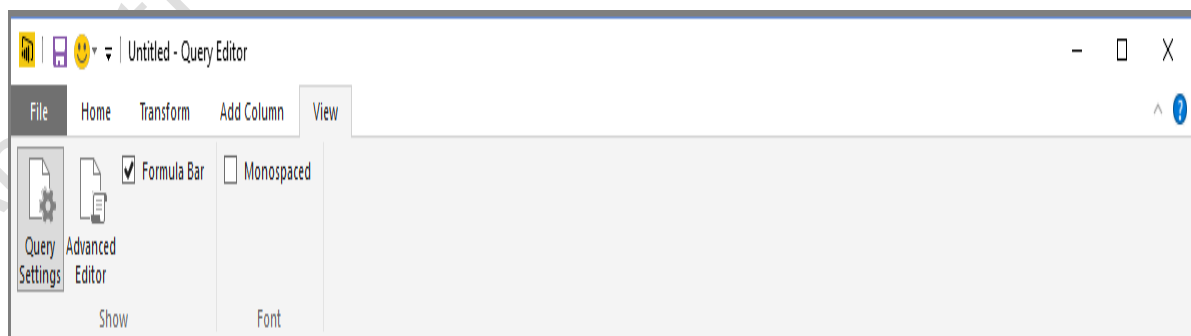 Untitled - Query Editor
File Home Transform Add Column View
Formula Bar Monospaced
Query Settings
Advanced Editor
Show Font